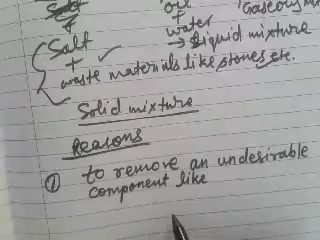 oil
'Gaseous mi
Salt
+
water
+
→ Liquid mixture
Salt
+
waste materials like stones etc.
Solid mixture
Reasons
① to remove an undesirable
component like